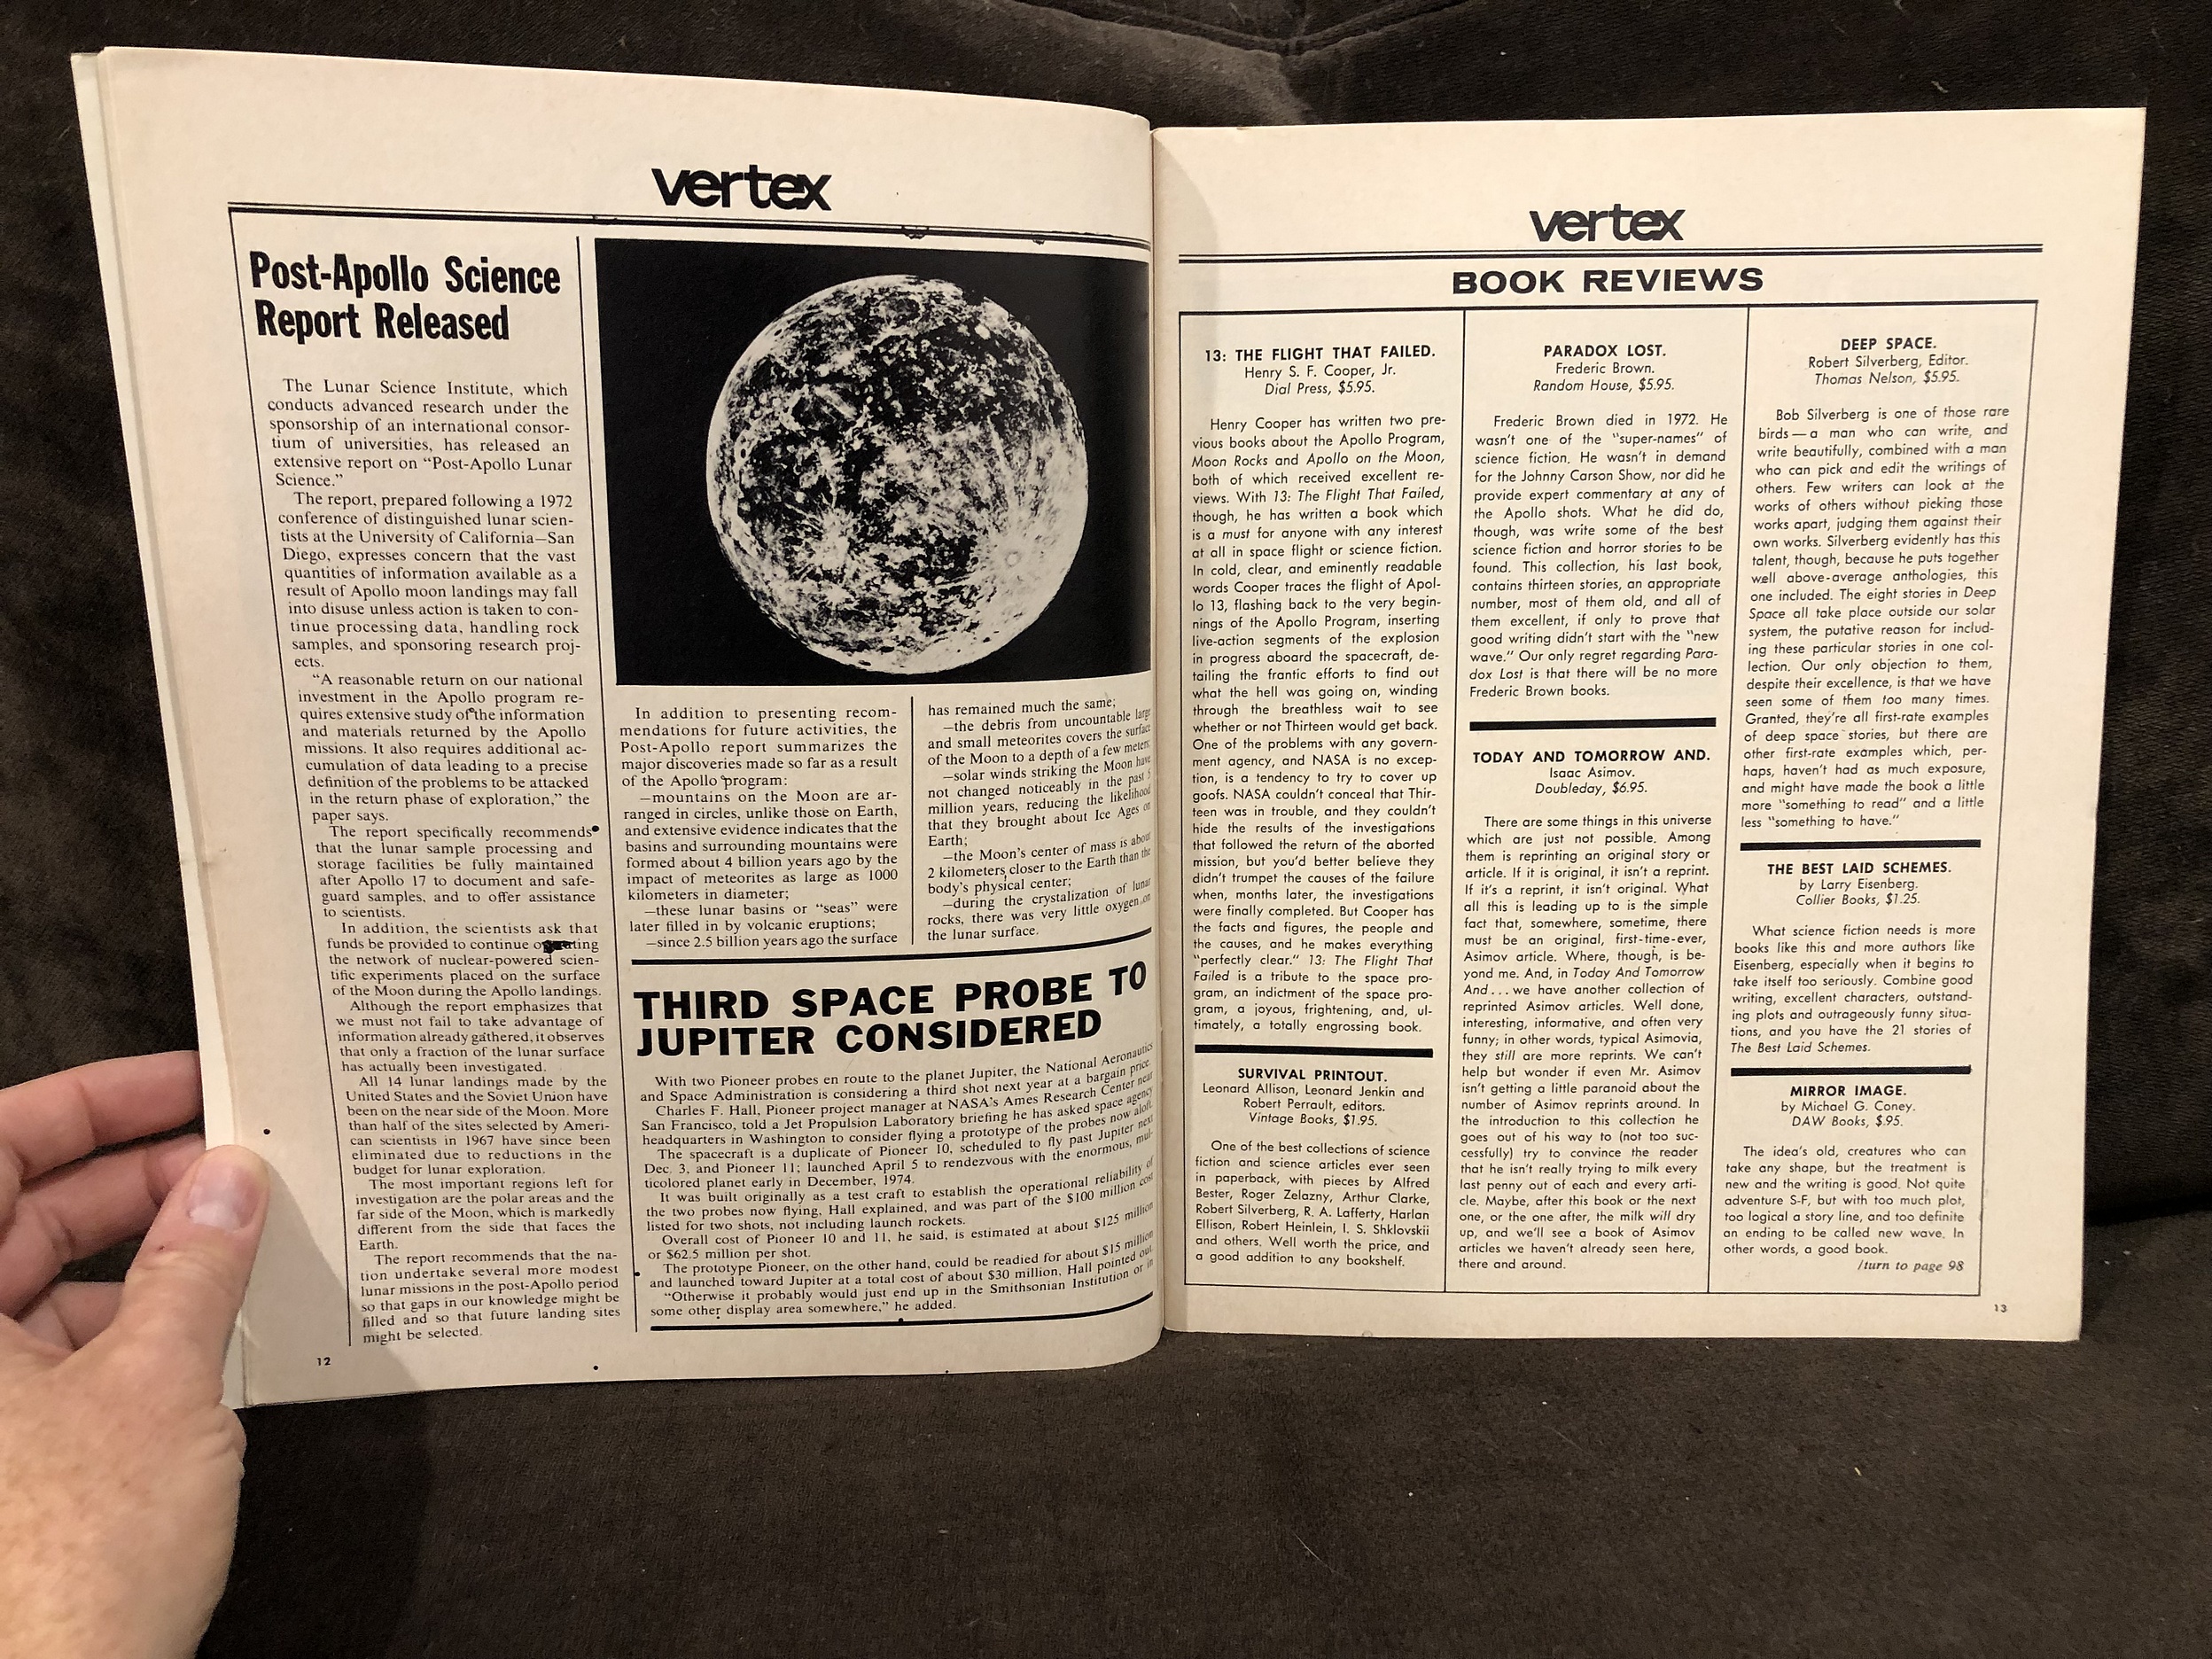 vertex
Post-Apollo Science
Report Released
The Lunar Science Institute, which
conducts advanced research under the
sponsorship of an international consor-
tium of universities, has released an
extensive report on “Post-Apollo Lunar
Science.”
The report, prepared following a 1972
conference of distinguished lunar scien-
tists at the University of California—San
Diego, expresses concern that the vast
quantities of information available as a
result of Apollo moon landings may fall
into disuse unless action is taken to con-
tinue processing data, handling rock
samples, and sponsoring research proj-
ects.
“A reasonable return on our national
investment in the Apollo program re-
quires extensive study of the information
and materials returned by the Apollo
missions. It also requires additional ac-
cumulation of data leading to a precise
definition of the problems to be attacked
in the return phase of exploration,” the
paper says.
The report specifically recommends
that the lunar sample processing and
storage facilities be fully maintained
after Apollo 17 to document and safe-
guard samples, and to offer assistance
to scientists.
In addition, the scientists ask that
funds be provided to continue operating
the network of nuclear-powered scien-
tific experiments placed on the surface
of the Moon during the Apollo landings.
Although the report emphasizes that
we must not fail to take advantage of
information already gathered, it observes
that only a fraction of the lunar surface
has actually been investigated.
All 14 lunar landings made by the
United States and the Soviet Union have
been on the near side of the Moon. More
than half of the sites selected by Ameri-
can scientists in 1967 have since been
eliminated due to reductions in the
budget for lunar exploration.
The most important regions left for
investigation are the polar areas and the
far side of the Moon, which is markedly
different from the side that faces the
Earth.
The report recommends that the na-
tion undertake several more modest
lunar missions in the post-Apollo period
so that gaps in our knowledge might be
filled and so that future landing sites
might be selected.
In addition to presenting recom-
mendations for future activities, the
Post-Apollo report summarizes the
major discoveries made so far as a result
of the Apollo program:
—mountains on the Moon are ar-
ranged in circles, unlike those on Earth,
and extensive evidence indicates that the
basins and surrounding mountains were
formed about 4 billion years ago by the
impact of meteorites as large as 1000
kilometers in diameter;
—these lunar basins or “seas” were
later filled in by volcanic eruptions;
—since 2.5 billion years ago the surface
has remained much the same;
—the debris from uncountable large
and small meteorites covers the surface
of the Moon to a depth of a few meters;
—solar winds striking the Moon have
not changed noticeably in the past 5
million years, reducing the likelihood
that they brought about Ice Ages on
Earth;
—the Moon's center of mass is about
2 kilometers closer to the Earth than the
body's physical center;
—during the crystalization of lunar
rocks, there was very little oxygen on
the lunar surface.
THIRD SPACE PROBE TO
JUPITER CONSIDERED
With two Pioneer probes en route to the planet Jupiter, the National Aeronautics
and Space Administration is considering a third shot next year at a bargain price.
Charles F. Hall, Pioneer project manager at NASA's Ames Research Center near
San Francisco, told a Jet Propulsion Laboratory briefing he has asked space agency
headquarters in Washington to consider flying a prototype of the probes now aloft.
The spacecraft is a duplicate of Pioneer 10, scheduled to fly past Jupiter next
Dec. 3, and Pioneer 11; launched April 5 to rendezvous with the enormous, mul-
ticolored planet early in December, 1974.
It was built originally as a test craft to establish the operational reliability of
the two probes now flying, Hall explained, and was part of the $100 million cost
listed for two shots, not including launch rockets.
Overall cost of Pioneer 10 and 11, he said, is estimated at about $125 million
or $62.5 million per shot.
The prototype Pioneer, on the other hand, could be readied for about $15 million
and launched toward Jupiter at a total cost of about $30 million, Hall pointed out.
“Otherwise it probably would just end up in the Smithsonian Institution or in
some other display area somewhere,” he added.
12
vertex
BOOK REVIEWS
13: THE FLIGHT THAT FAILED.
Henry S. F. Cooper, Jr.
Dial Press, $5.95.
Henry Cooper has written two pre-
vious books about the Apollo Program,
Moon Rocks and Apollo on the Moon,
both of which received excellent re-
views. With 13: The Flight That Failed,
though, he has written a book which
is a must for anyone with any interest
at all in space flight or science fiction.
In cold, clear, and eminently readable
words Cooper traces the flight of Apol-
lo 13, flashing back to the very begin-
nings of the Apollo Program, inserting
live-action segments of the explosion
in progress aboard the spacecraft, de-
tailing the frantic efforts to find out
what the hell was going on, winding
through the breathless wait to see
whether or not Thirteen would get back.
One of the problems with any govern-
ment agency, and NASA is no excep-
tion, is a tendency to try to cover up
goofs. NASA couldn't conceal that Thir-
teen was in trouble, and they couldn't
hide the results of the investigations
that followed the return of the aborted
mission, but you'd better believe they
didn't trumpet the causes of the failure
when, months later, the investigations
were finally completed. But Cooper has
the facts and figures, the people and
the causes, and he makes everything
“perfectly clear.” 13: The Flight That
Failed is a tribute to the space pro-
gram, an indictment of the space pro-
gram, a joyous, frightening, and, ul-
timately, a totally engrossing book.
SURVIVAL PRINTOUT.
Leonard Allison, Leonard Jenkin and
Robert Perrault, editors.
Vintage Books, $1.95.
One of the best collections of science
fiction and science articles ever seen
in paperback, with pieces by Alfred
Bester, Roger Zelazny, Arthur Clarke,
Robert Silverberg, R. A. Lafferty, Harlan
Ellison, Robert Heinlein, I. S. Shklovskii
and others. Well worth the price, and
a good addition to any bookshelf.
PARADOX LOST.
Frederic Brown.
Random House, $5.95.
Frederic Brown died in 1972. He
wasn't one of the “super-names” of
science fiction. He wasn't in demand
for the Johnny Carson Show, nor did he
provide expert commentary at any of
the Apollo shots. What he did do,
though, was write some of the best
science fiction and horror stories to be
found. This collection, his last book,
contains thirteen stories, an appropriate
number, most of them old, and all of
them excellent, if only to prove that
good writing didn't start with the “new
wave.” Our only regret regarding Para-
dox Lost is that there will be no more
Frederic Brown books.
TODAY AND TOMORROW AND.
Isaac Asimov.
Doubleday, $6.95.
There are some things in this universe
which are just not possible. Among
them is reprinting an original story or
article. If it is original, it isn't a reprint.
If it's a reprint, it isn't original. What
all this is leading up to is the simple
fact that, somewhere, sometime, there
must be an original, first-time-ever,
Asimov article. Where, though, is be-
yond me. And, in Today And Tomorrow
And... we have another collection of
reprinted Asimov articles. Well done,
interesting, informative, and often very
funny; in other words, typical Asimovia,
they still are more reprints. We can't
help but wonder if even Mr. Asimov
isn't getting a little paranoid about the
number of Asimov reprints around. In
the introduction to this collection he
goes out of his way to (not too suc-
cessfully) try to convince the reader
that he isn't really trying to milk every
last penny out of each and every arti-
cle. Maybe, after this book or the next
one, or the one after, the milk will dry
up, and we'll see a book of Asimov
articles we haven't already seen here,
there and around.
DEEP SPACE.
Robert Silverberg, Editor.
Thomas Nelson, $5.95.
Bob Silverberg is one of those rare
birds—a man who can write, and
write beautifully, combined with a man
who can pick and edit the writings of
others. Few writers can look at the
works of others without picking those
works apart, judging them against their
own works. Silverberg evidently has this
talent, though, because he puts together
well above-average anthologies, this
one included. The eight stories in Deep
Space all take place outside our solar
system, the putative reason for includ-
ing these particular stories in one col-
lection. Our only objection to them,
despite their excellence, is that we have
seen some of them too many times.
Granted, they're all first-rate examples
of deep space stories, but there are
other first-rate examples which, per-
haps, haven't had as much exposure,
and might have made the book a little
more “something to read” and a little
less “something to have.”
THE BEST LAID SCHEMES.
by Larry Eisenberg.
Collier Books, $1.25.
What science fiction needs is more
books like this and more authors like
Eisenberg, especially when it begins to
take itself too seriously. Combine good
writing, excellent characters, outstand-
ing plots and outrageously funny situa-
tions, and you have the 21 stories of
The Best Laid Schemes.
MIRROR IMAGE.
by Michael G. Coney.
DAW Books, $.95.
The idea's old, creatures who can
take any shape, but the treatment is
new and the writing is good. Not quite
adventure S-F, but with too much plot,
too logical a story line, and too definite
an ending to be called new wave. In
other words, a good book.
/turn to page 98
13